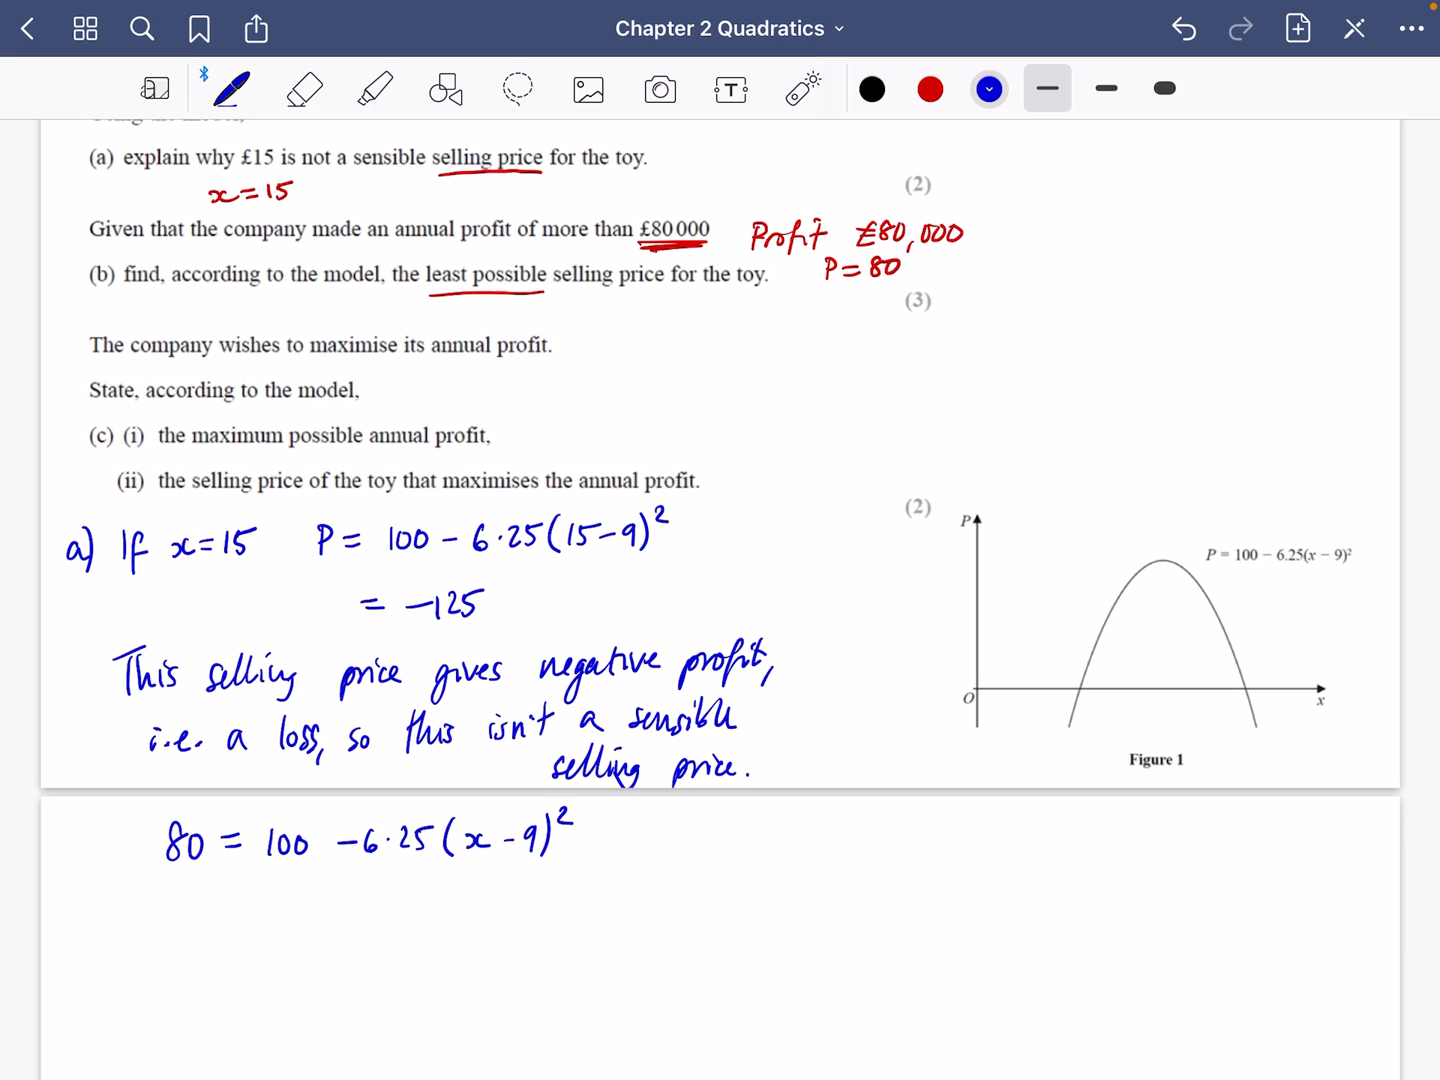 Chapter 2 Quadratics
(a) explain why £15 is not a sensible selling price for the toy.
(2)
x = 15
Given that the company made an annual profit of more than £80 000
Profit £80,000
P = 80
(b) find, according to the model, the least possible selling price for the toy.
(3)
The company wishes to maximise its annual profit.
State, according to the model,
(c) (i) the maximum possible annual profit,
(ii) the selling price of the toy that maximises the annual profit.
(2)
a) If x = 15 P = 100 - 6.25(15-9)²
= -125
This selling price gives negative profit,
i.e. a loss, so this isn't a sensible
selling price.
P
P = 100 − 6.25(x − 9)²
O
x
Figure 1
80 = 100 - 6.25(x - 9)²